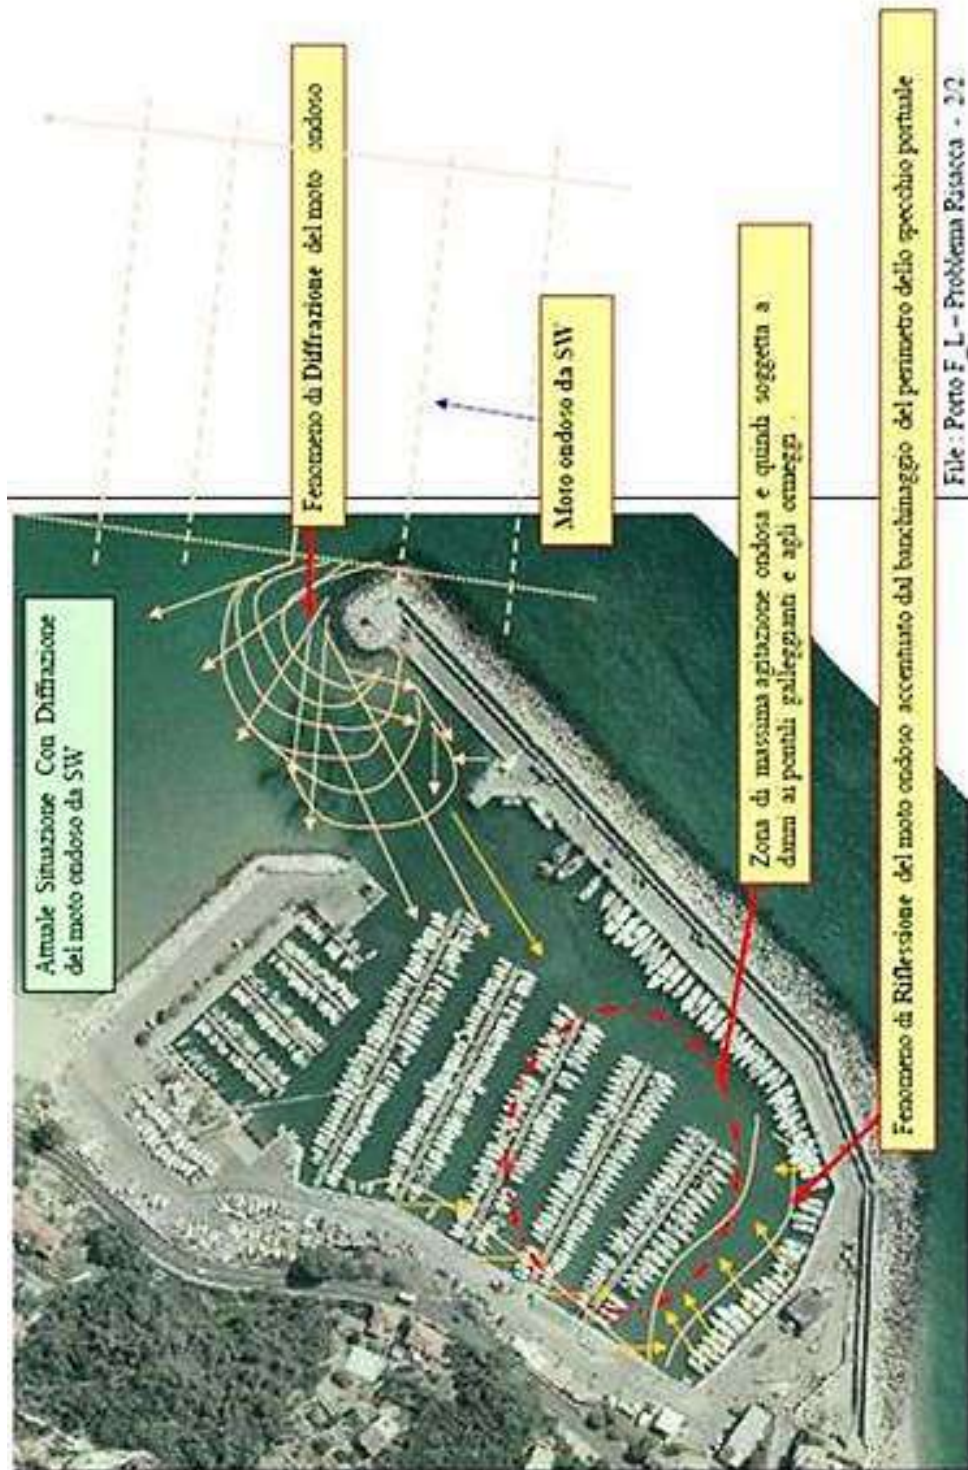 Attuale Situazione Con Diffrazione
del moto ondoso da SW
Fenomeno di Diffrazione del moto ondoso
Moto ondoso da SW
Zona di massima agitazione ondosa e quindi soggetta a
danni ai pontili galleggianti e agli ormeggi.
Fenomeno di Riflessione del moto ondoso accentuato dal banchinaggio del perimetro dello specchio portuale
File : Porto F_L – Problema Risacca - 2/2